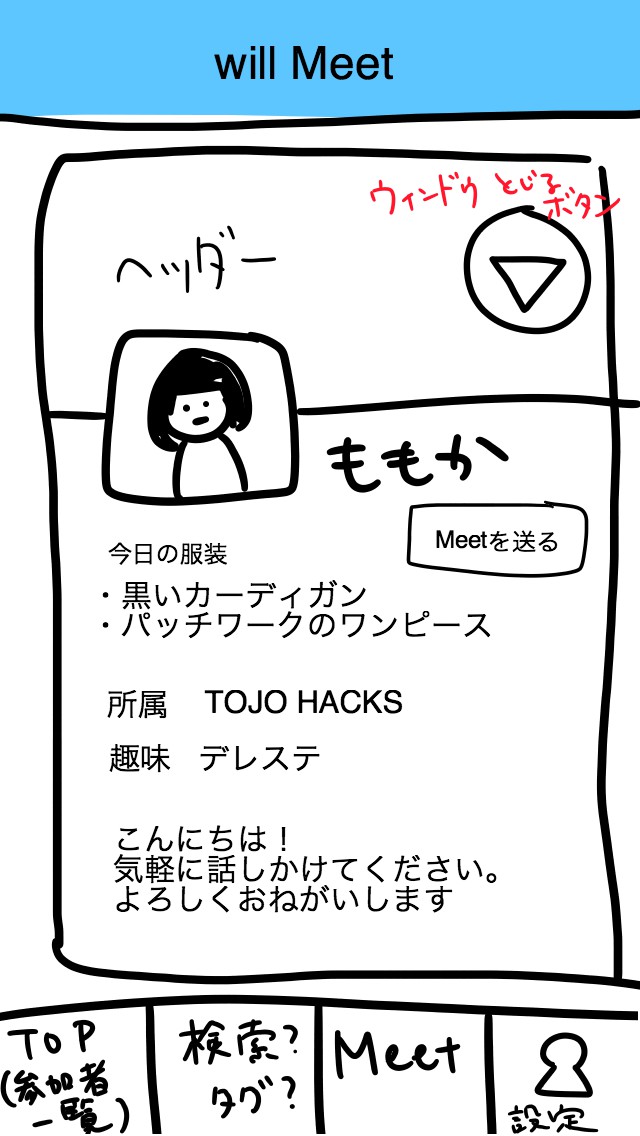 will Meet
ウィンドウ とじる
ボタン
ヘッダー
ももか
Meetを送る
今日の服装
・黒いカーディガン
・パッチワークのワンピース
所属 TOJO HACKS
趣味 デレステ
こんにちは！
気軽に話しかけてください。
よろしくおねがいします
TOP
(参加者
一覧)
検索?
タグ?
Meet
設定